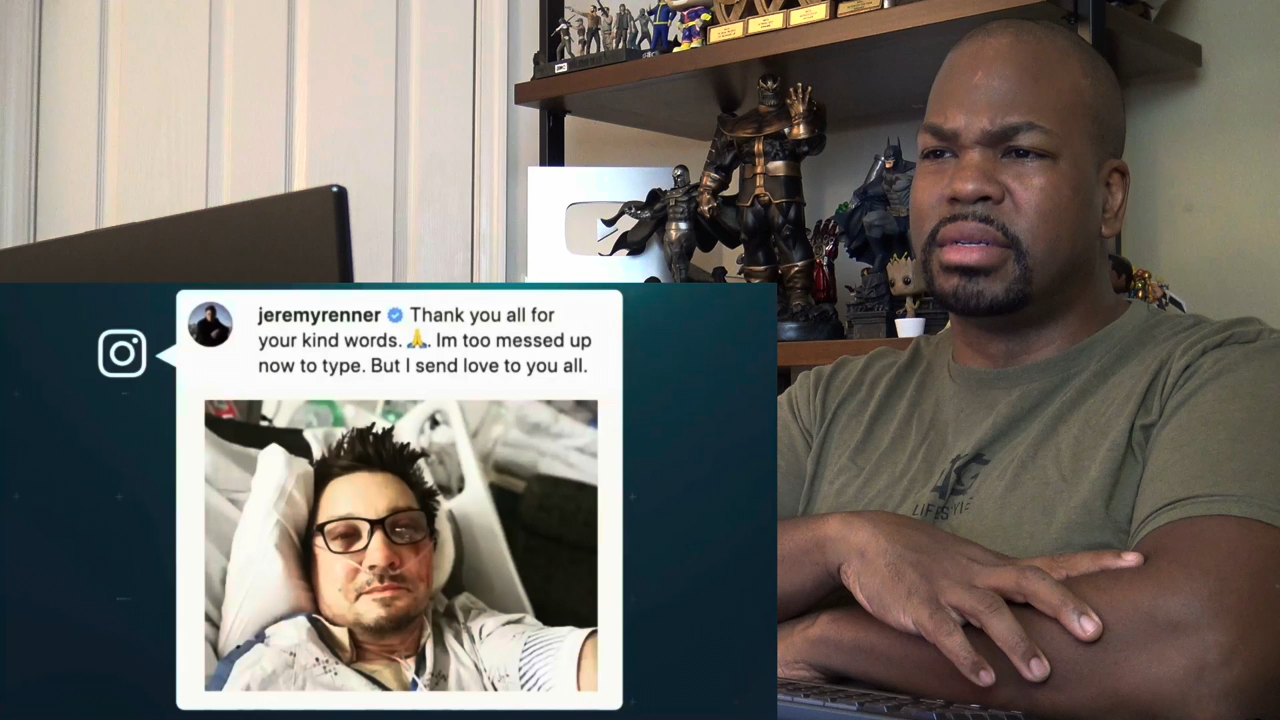 jeremyrenner Thank you all for
your kind words. 🙏. Im too messed up
now to type. But I send love to you all.
LIFESTYLE